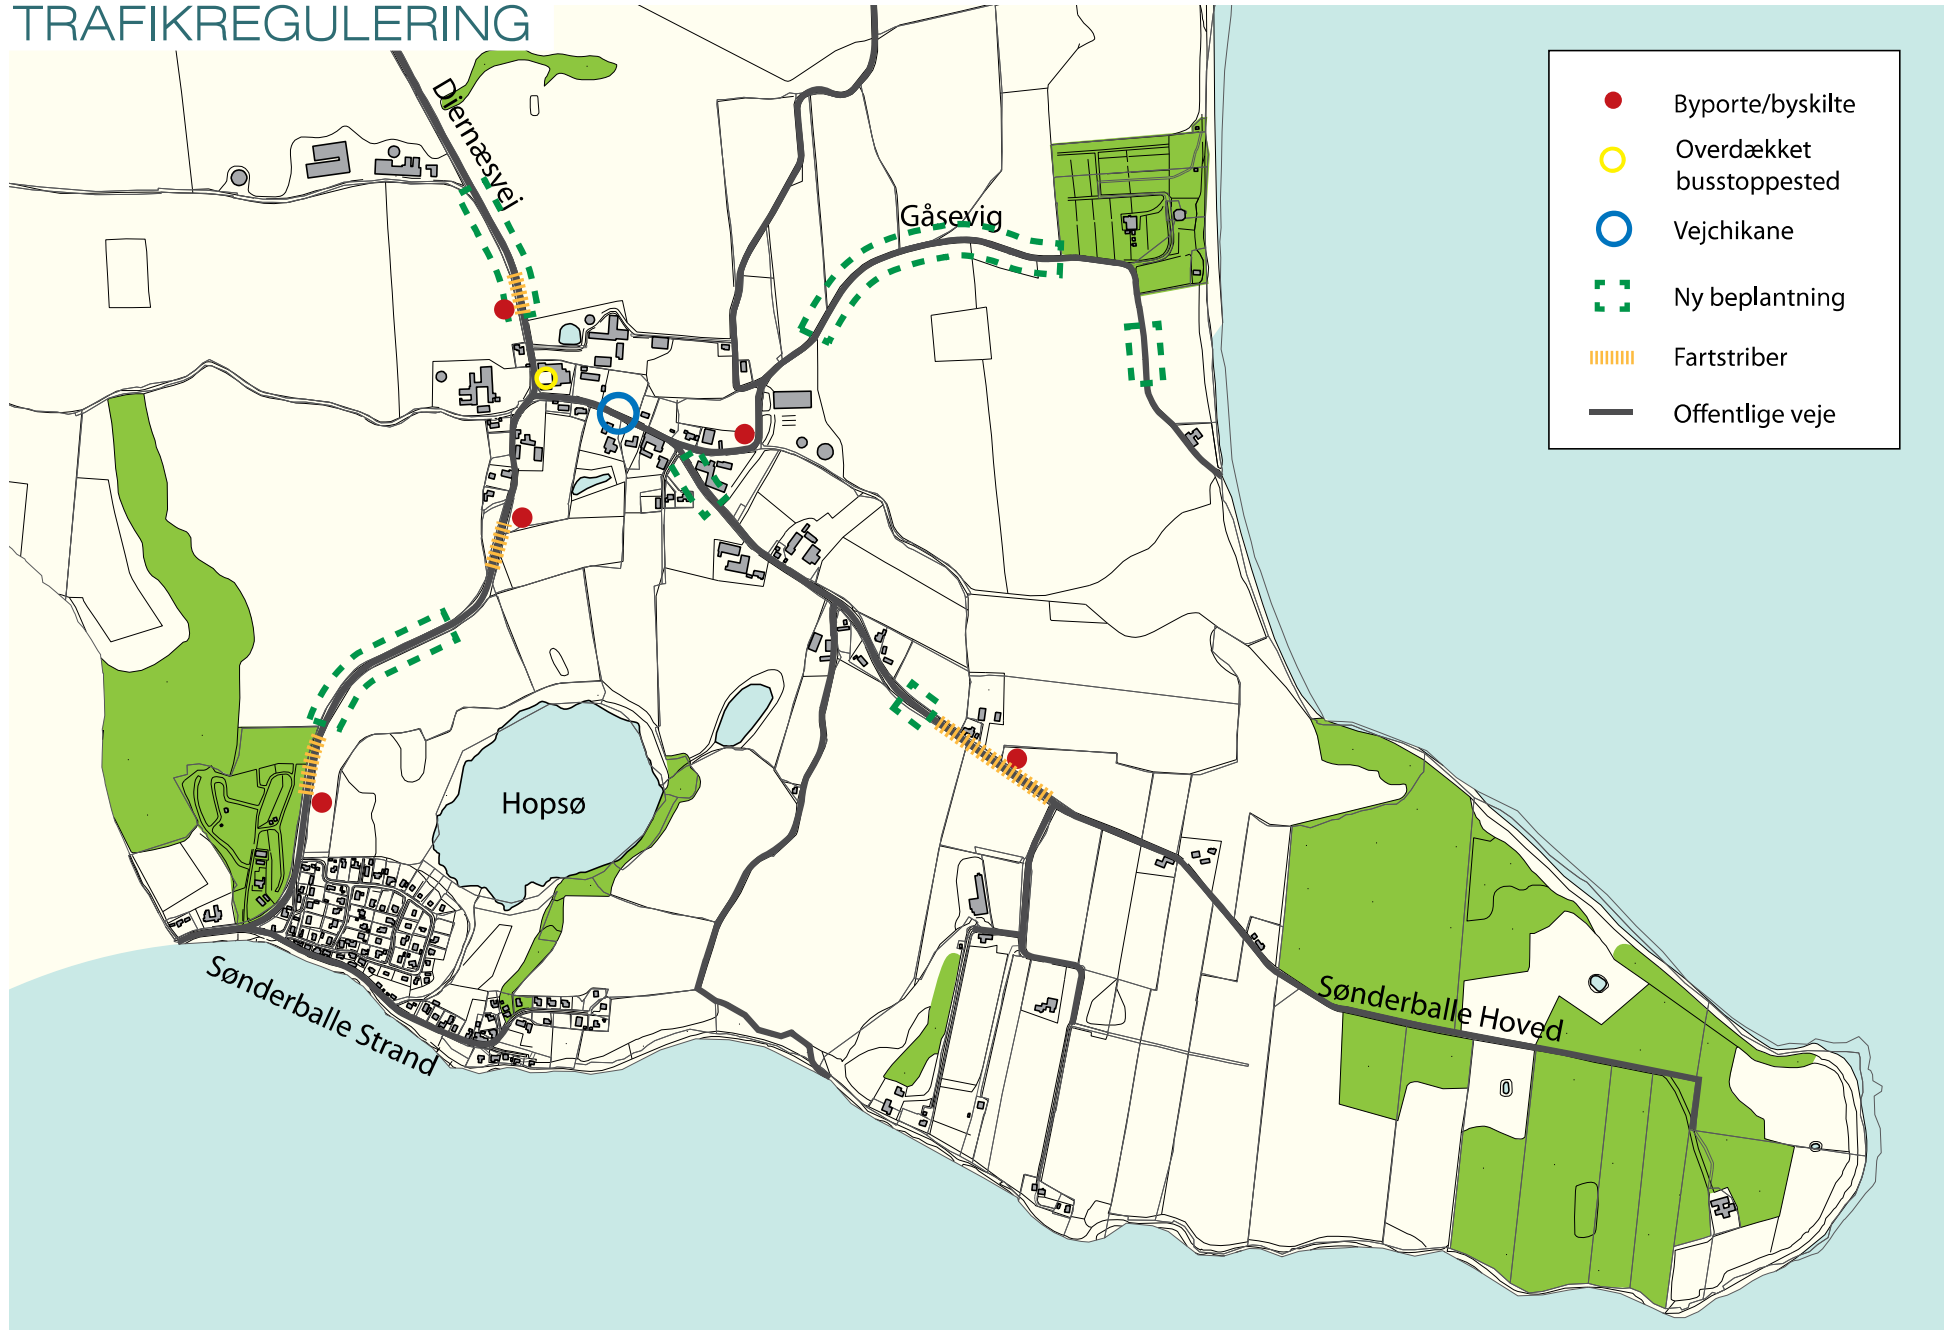 TRAFIKREGULERING
Diernæsvej
Gåsevig
Hopsø
Sønderballe Strand
Sønderballe Hoved
Byporte/byskilte
Overdækket
busstoppested
Vejchikane
Ny beplantning
Fartstriber
Offentlige veje